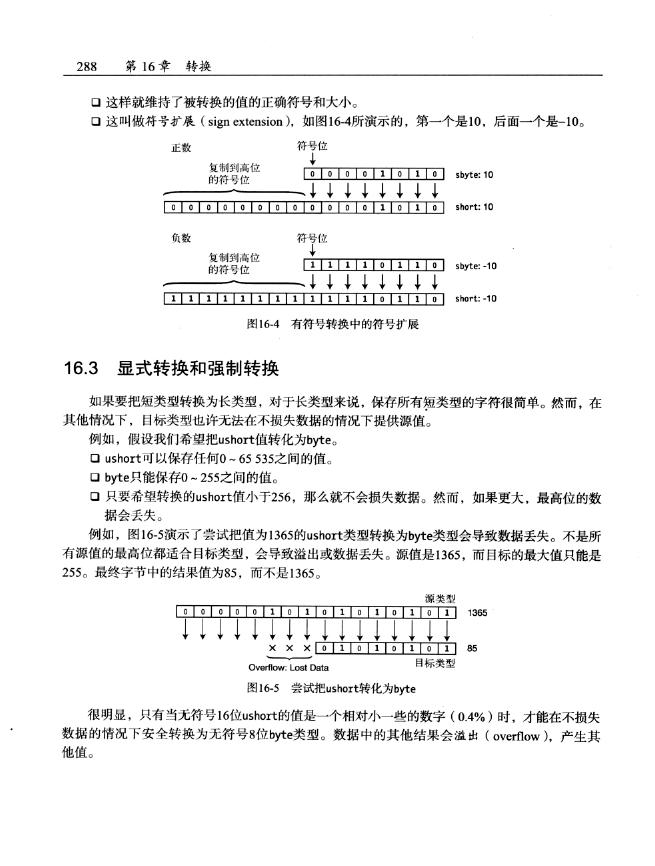 288 第 16 章 转换
❑ 这样就维持了被转换的值的正确符号和大小。
❑ 这叫做符号扩展（sign extension），如图16-4所演示的，第一个是10，后面一个是–10。
正数 符号位
复制到高位
的符号位
0 0 0 0 1 0 1 0 sbyte: 10
0 0 0 0 0 0 0 0 0 0 0 0 1 0 1 0 short: 10
负数 符号位
复制到高位
的符号位
1 1 1 1 0 1 1 0 sbyte: -10
1 1 1 1 1 1 1 1 1 1 1 1 0 1 1 0 short: -10
图16-4 有符号转换中的符号扩展
16.3 显式转换和强制转换
如果要把短类型转换为长类型，对于长类型来说，保存所有短类型的字符很简单。然而，在
其他情况下，目标类型也许无法在不损失数据的情况下提供源值。
例如，假设我们希望把ushort值转化为byte。
❑ ushort可以保存任何0～65 535之间的值。
❑ byte只能保存0～255之间的值。
❑ 只要希望转换的ushort值小于256，那么就不会损失数据。然而，如果更大，最高位的数
据会丢失。
例如，图16-5演示了尝试把值为1365的ushort类型转换为byte类型会导致数据丢失。不是所
有源值的最高位都适合目标类型，会导致溢出或数据丢失。源值是1365，而目标的最大值只能是
255。最终字节中的结果值为85，而不是1365。
源类型
0 0 0 0 0 1 0 1 0 1 0 1 0 1 0 1 1365
× × × 0 1 0 1 0 1 0 1 85
Overflow: Lost Data 目标类型
图16-5 尝试把ushort转化为byte
很明显，只有当无符号16位ushort的值是一个相对小一些的数字（0.4%）时，才能在不损失
数据的情况下安全转换为无符号8位byte类型。数据中的其他结果会溢出（overflow），产生其
他值。